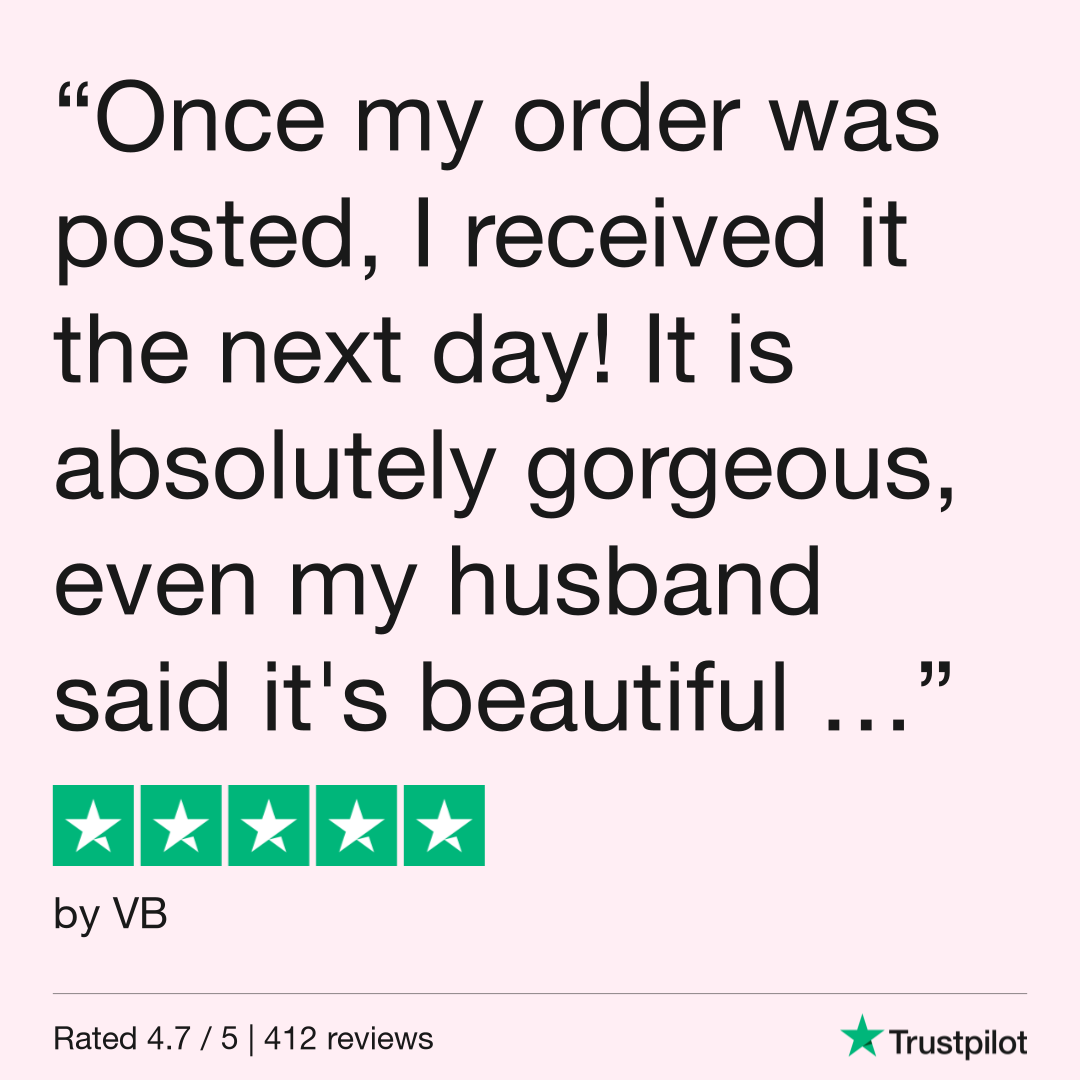 “Once my order was
posted, I received it
the next day! It is
absolutely gorgeous,
even my husband
said it's beautiful …”
by VB
Rated 4.7 / 5 | 412 reviews
Trustpilot